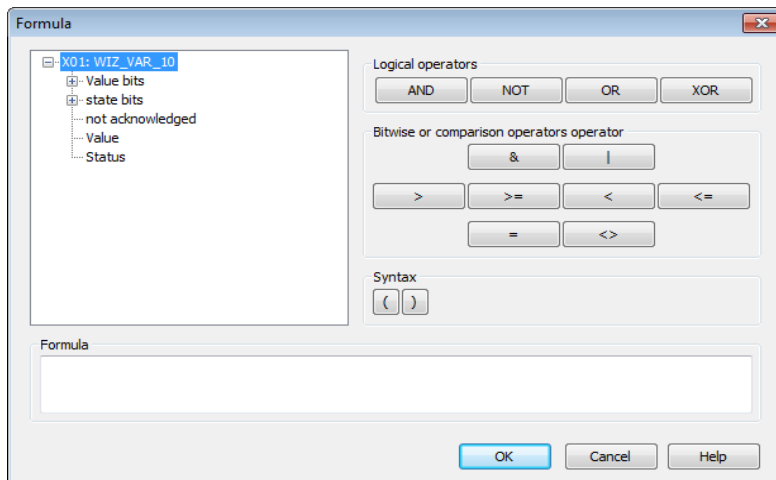 Formula
X01: WIZ_VAR_10
Value bits
state bits
not acknowledged
Value
Status
Logical operators
AND NOT OR XOR
Bitwise or comparison operators operator
& |
> >= < <=
= <>
Syntax
( )
Formula
OK Cancel Help